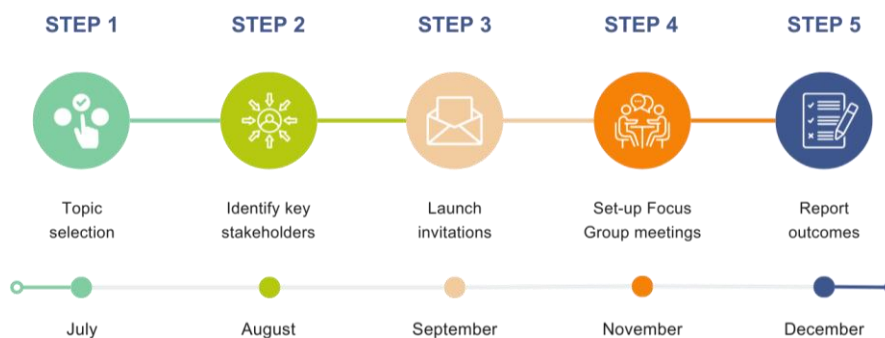 STEP 1 STEP 2 STEP 3 STEP 4 STEP 5
Topic Identify key Launch Set-up Focus Report
selection stakeholders invitations Group meetings outcomes
July August September November December